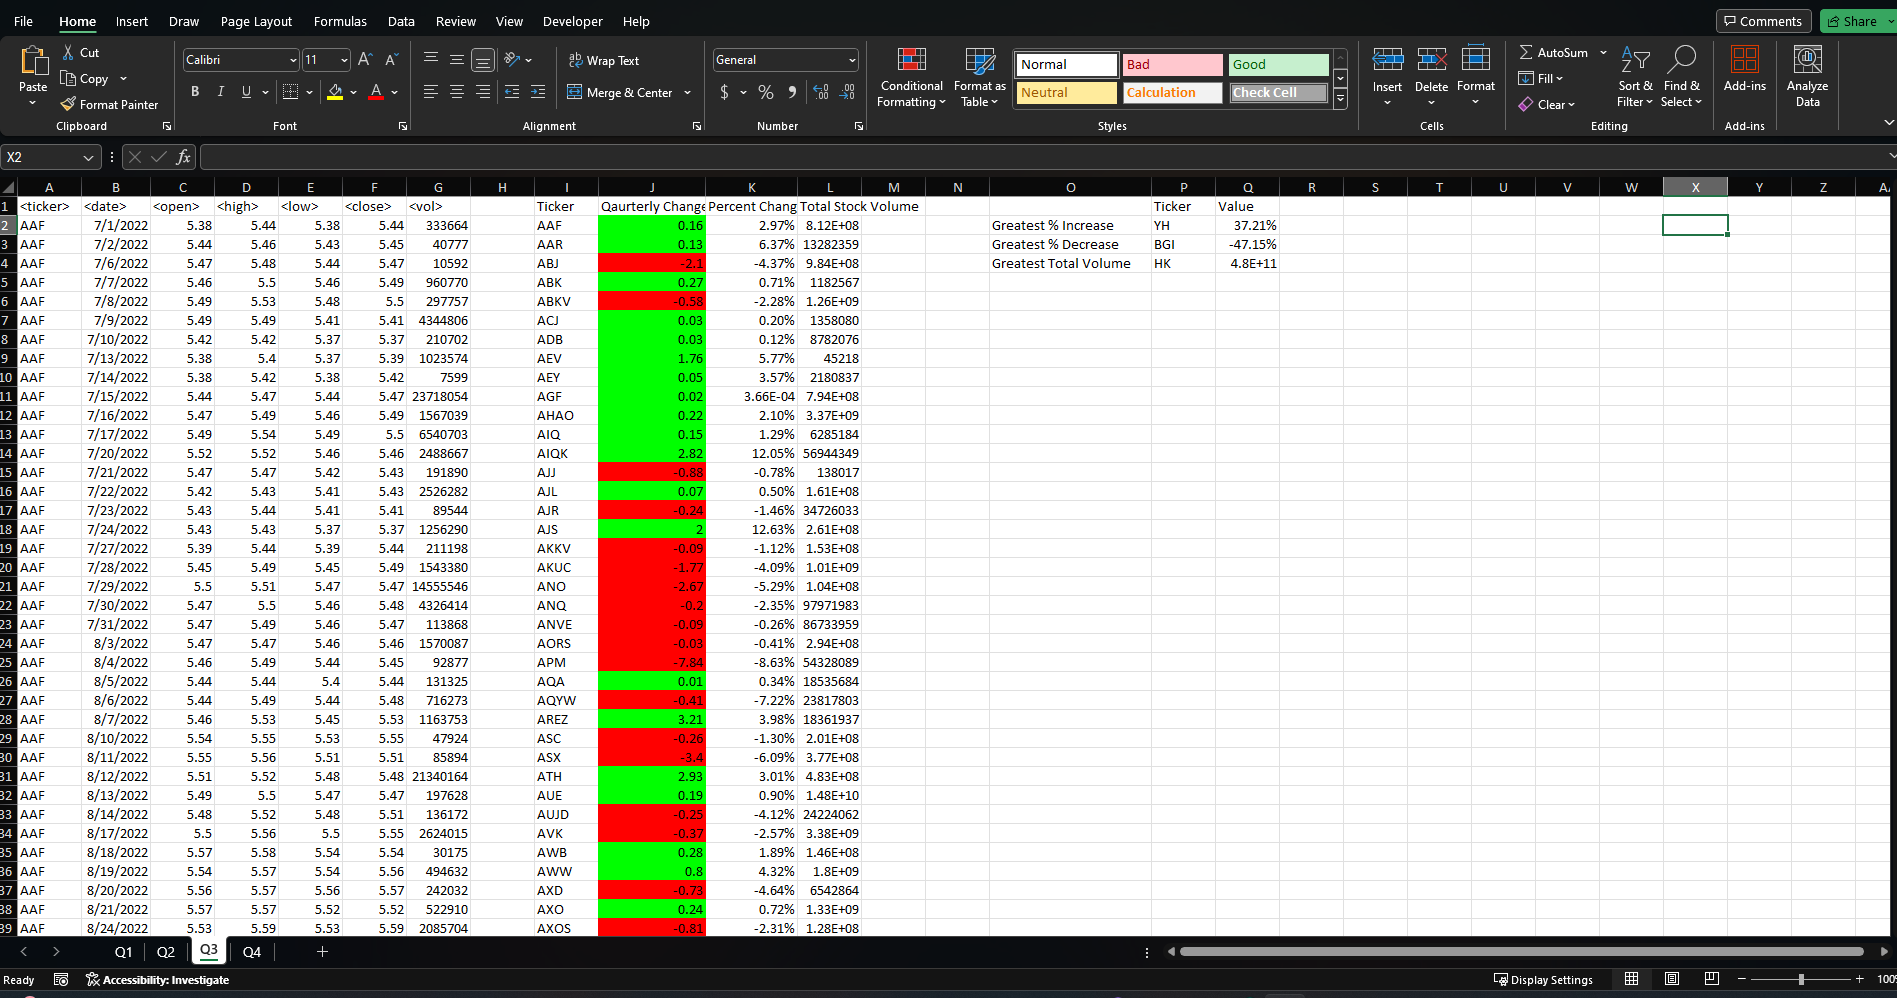 File Home Insert Draw Page Layout Formulas Data Review View Developer Help Comments Share
Paste Cut Copy Format Painter Clipboard
Calibri 11 B I U A Font
Wrap Text Merge & Center Alignment
General $ % Number
Conditional Formatting Format as Table Normal Bad Good Neutral Calculation Check Cell Styles
Insert Delete Format Cells
AutoSum Fill Clear Sort & Filter Find & Select Editing
Add-ins Add-ins
Analyze Data
X2 fx
A B C D E F G H I J K L M N O P Q R S T U V W X Y Z
1 <ticker> <date> <open> <high> <low> <close> <vol> Ticker Qaurterly Change Percent Chang Total Stock Volume Ticker Value
2 AAF 7/1/2022 5.38 5.44 5.38 5.44 333664 AAF 0.16 2.97% 8.12E+08 Greatest % Increase YH 37.21%
3 AAF 7/2/2022 5.44 5.46 5.43 5.45 40777 AAR 0.13 6.37% 13282359 Greatest % Decrease BGI -47.15%
4 AAF 7/6/2022 5.47 5.48 5.44 5.47 10592 ABJ -2.1 -4.37% 9.84E+08 Greatest Total Volume HK 4.8E+11
5 AAF 7/7/2022 5.46 5.5 5.46 5.49 960770 ABK 0.27 0.71% 1182567
6 AAF 7/8/2022 5.49 5.53 5.48 5.5 297757 ABKV -0.58 -2.28% 1.26E+09
7 AAF 7/9/2022 5.49 5.49 5.41 5.41 4344806 ACJ 0.03 0.20% 1358080
8 AAF 7/10/2022 5.42 5.42 5.37 5.37 210702 ADB 0.03 0.12% 8782076
9 AAF 7/13/2022 5.38 5.4 5.37 5.39 1023574 AEV 1.76 5.77% 45218
10 AAF 7/14/2022 5.38 5.42 5.38 5.42 7599 AEY 0.05 3.57% 2180837
11 AAF 7/15/2022 5.44 5.47 5.44 5.47 23718054 AGF 0.02 3.66E-04 7.94E+08
12 AAF 7/16/2022 5.47 5.49 5.46 5.49 1567039 AHAO 0.22 2.10% 3.37E+09
13 AAF 7/17/2022 5.49 5.54 5.49 5.5 6540703 AIQ 0.15 1.29% 6285184
14 AAF 7/20/2022 5.52 5.52 5.46 5.46 2488667 AIQK 2.82 12.05% 56944349
15 AAF 7/21/2022 5.47 5.47 5.42 5.43 191890 AJJ -0.88 -0.78% 138017
16 AAF 7/22/2022 5.42 5.43 5.41 5.43 2526282 AJL 0.07 0.50% 1.61E+08
17 AAF 7/23/2022 5.43 5.44 5.41 5.41 89544 AJR -0.24 -1.46% 34726033
18 AAF 7/24/2022 5.43 5.43 5.37 5.37 1256290 AJS 2 12.63% 2.61E+08
19 AAF 7/27/2022 5.39 5.44 5.39 5.44 211198 AKKV -0.09 -1.12% 1.53E+08
20 AAF 7/28/2022 5.45 5.49 5.45 5.49 1543380 AKUC -1.77 -4.09% 1.01E+09
21 AAF 7/29/2022 5.5 5.51 5.47 5.47 14555546 ANO -2.67 -5.29% 1.04E+08
22 AAF 7/30/2022 5.47 5.5 5.46 5.48 4326414 ANQ -0.2 -2.35% 97971983
23 AAF 7/31/2022 5.47 5.49 5.46 5.47 113868 ANVE -0.09 -0.26% 86733959
24 AAF 8/3/2022 5.47 5.47 5.46 5.46 1570087 AORS -0.03 -0.41% 2.94E+08
25 AAF 8/4/2022 5.46 5.49 5.44 5.45 92877 APM -7.84 -8.63% 54328089
26 AAF 8/5/2022 5.44 5.44 5.4 5.44 131325 AQA 0.01 0.34% 18535684
27 AAF 8/6/2022 5.44 5.49 5.44 5.48 716273 AQYW -0.41 -7.22% 23817803
28 AAF 8/7/2022 5.46 5.53 5.45 5.53 1163753 AREZ 3.21 3.98% 18361937
29 AAF 8/10/2022 5.54 5.55 5.53 5.55 47924 ASC -0.26 -1.30% 2.01E+08
30 AAF 8/11/2022 5.55 5.56 5.51 5.51 85894 ASX -3.4 -6.09% 3.77E+08
31 AAF 8/12/2022 5.51 5.52 5.48 5.48 21340164 ATH 2.93 3.01% 4.83E+08
32 AAF 8/13/2022 5.49 5.5 5.47 5.47 197628 AUE 0.19 0.90% 1.48E+10
33 AAF 8/14/2022 5.48 5.52 5.48 5.51 136172 AUJD -0.25 -4.12% 24224062
34 AAF 8/17/2022 5.5 5.56 5.5 5.55 2624015 AVK -0.37 -2.57% 3.38E+09
35 AAF 8/18/2022 5.57 5.58 5.54 5.54 30175 AWB 0.28 1.89% 1.46E+08
36 AAF 8/19/2022 5.54 5.57 5.54 5.56 494632 AWW 0.8 4.32% 1.8E+09
37 AAF 8/20/2022 5.56 5.57 5.56 5.57 242032 AXD -0.73 -4.64% 6542864
38 AAF 8/21/2022 5.57 5.57 5.52 5.52 522910 AXO 0.24 0.72% 1.33E+09
39 AAF 8/24/2022 5.53 5.59 5.53 5.59 2085704 AXOS -0.81 -2.31% 1.28E+08
Q1 Q2 Q3 Q4 +
Ready Accessibility: Investigate Display Settings 100%